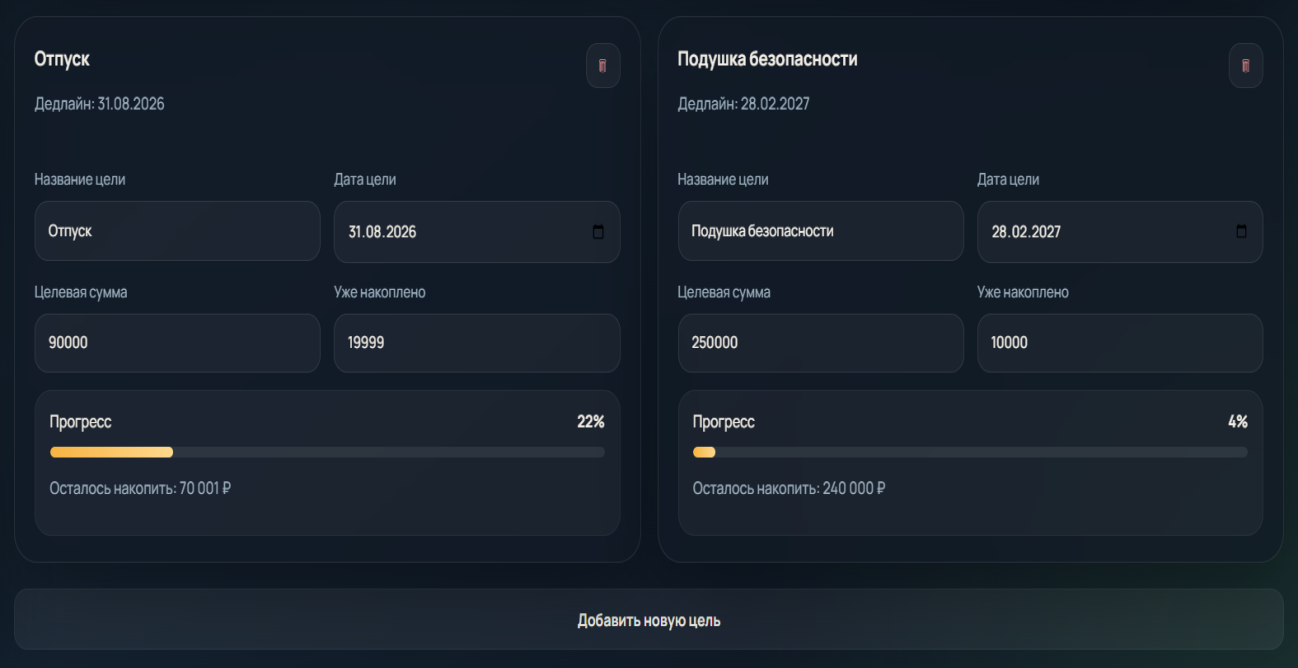 Отпуск
Дедлайн: 31.08.2026
Название цели
Дата цели
Отпуск
31.08.2026
Целевая сумма
Уже накоплено
90000
19999
Прогресс
22%
Осталось накопить: 70 001 ₽
Подушка безопасности
Дедлайн: 28.02.2027
Название цели
Дата цели
Подушка безопасности
28.02.2027
Целевая сумма
Уже накоплено
250000
10000
Прогресс
4%
Осталось накопить: 240 000 ₽
Добавить новую цель